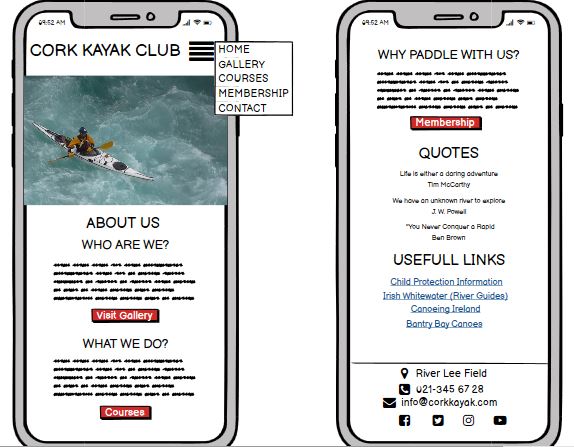 09:52 AM
CORK KAYAK CLUB
HOME
GALLERY
COURSES
MEMBERSHIP
CONTACT
ABOUT US
WHO ARE WE?
Visit Gallery
WHAT WE DO?
Courses
09:52 AM
WHY PADDLE WITH US?
Membership
QUOTES
Life is either a daring adventure
Tim McCarthy
We have an unknown river to explore
J. W. Powell
"You Never Conquer a Rapid
Ben Brown
USEFULL LINKS
Child Protection Information
Irish Whitewater (River Guides)
Canoeing Ireland
Bantry Bay Canoes
River Lee Field
021-345 67 28
info@corkkayak.com